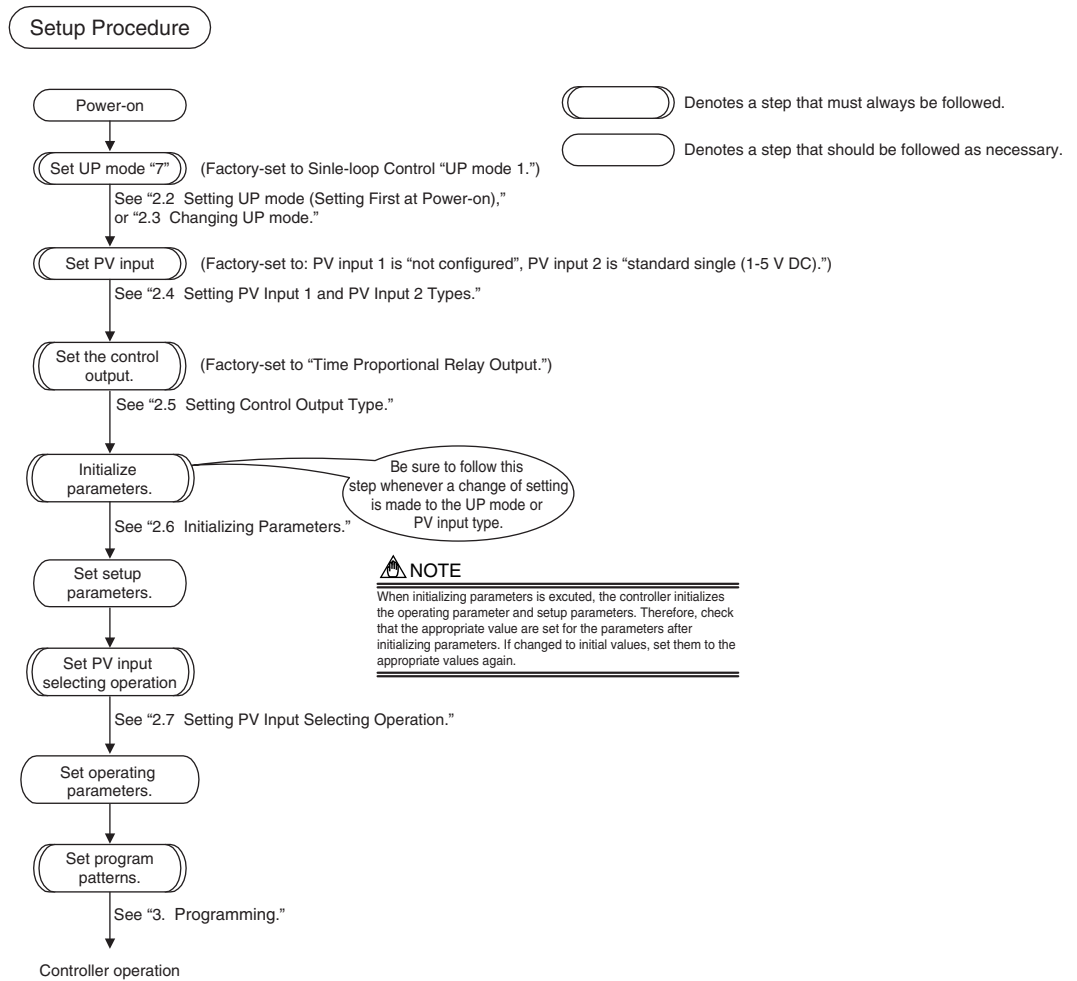 Setup Procedure
Power-on
Denotes a step that must always be followed.
Denotes a step that should be followed as necessary.
Set UP mode “7”
(Factory-set to Sinle-loop Control “UP mode 1.”)
See “2.2  Setting UP mode (Setting First at Power-on),”
or “2.3  Changing UP mode.”
Set PV input
(Factory-set to: PV input 1 is “not configured”, PV input 2 is “standard single (1-5 V DC).”)
See “2.4  Setting PV Input 1 and PV Input 2 Types.”
Set the control
output.
(Factory-set to “Time Proportional Relay Output.”)
See “2.5  Setting Control Output Type.”
Initialize
parameters.
Be sure to follow this
step whenever a change of setting
is made to the UP mode or
PV input type.
See “2.6  Initializing Parameters.”
Set setup
parameters.
NOTE
When initializing parameters is excuted, the controller initializes
the operating parameter and setup parameters. Therefore, check
that the appropriate value are set for the parameters after
initializing parameters. If changed to initial values, set them to the
appropriate values again.
Set PV input
selecting operation
See “2.7  Setting PV Input Selecting Operation.”
Set operating
parameters.
Set program
patterns.
See “3.  Programming.”
Controller operation